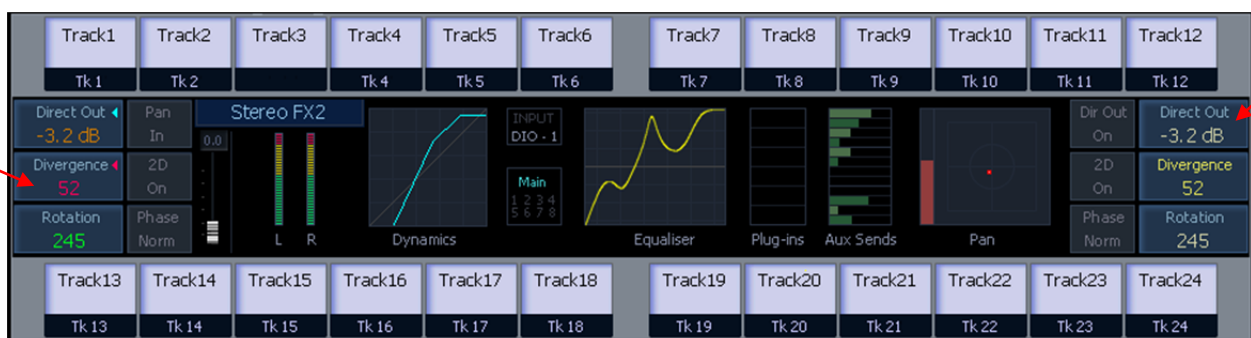 Track1 Track2 Track3 Track4 Track5 Track6 Track7 Track8 Track9 Track10 Track11 Track12
Tk 1 Tk 2 Tk 4 Tk 5 Tk 6 Tk 7 Tk 8 Tk 9 Tk 10 Tk 11 Tk 12
Direct Out
-3.2 dB
Divergence
52
Rotation
245
Pan
In
2D
On
Phase
Norm
Stereo FX2
0.0
L R
Dynamics
INPUT
DIO - 1
Main
1 2 3 4
5 6 7 8
Equaliser
Plug-ins
Aux Sends
Pan
Dir Out
On
2D
On
Phase
Norm
Direct Out
-3.2 dB
Divergence
52
Rotation
245
Track13 Track14 Track15 Track16 Track17 Track18 Track19 Track20 Track21 Track22 Track23 Track24
Tk 13 Tk 14 Tk 15 Tk 16 Tk 17 Tk 18 Tk 19 Tk 20 Tk 21 Tk 22 Tk 23 Tk 24